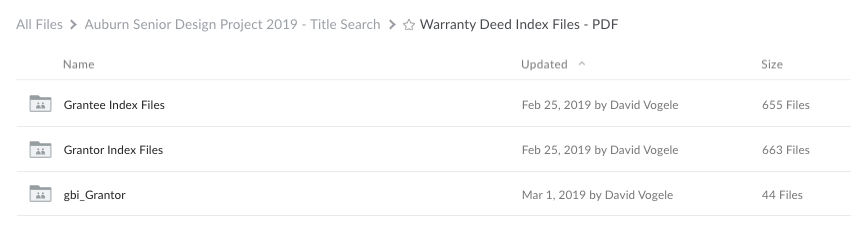 All Files > Auburn Senior Design Project 2019 - Title Search > Warranty Deed Index Files - PDF
Name Updated Size
Grantee Index Files Feb 25, 2019 by David Vogele 655 Files
Grantor Index Files Feb 25, 2019 by David Vogele 663 Files
gbi_Grantor Mar 1, 2019 by David Vogele 44 Files